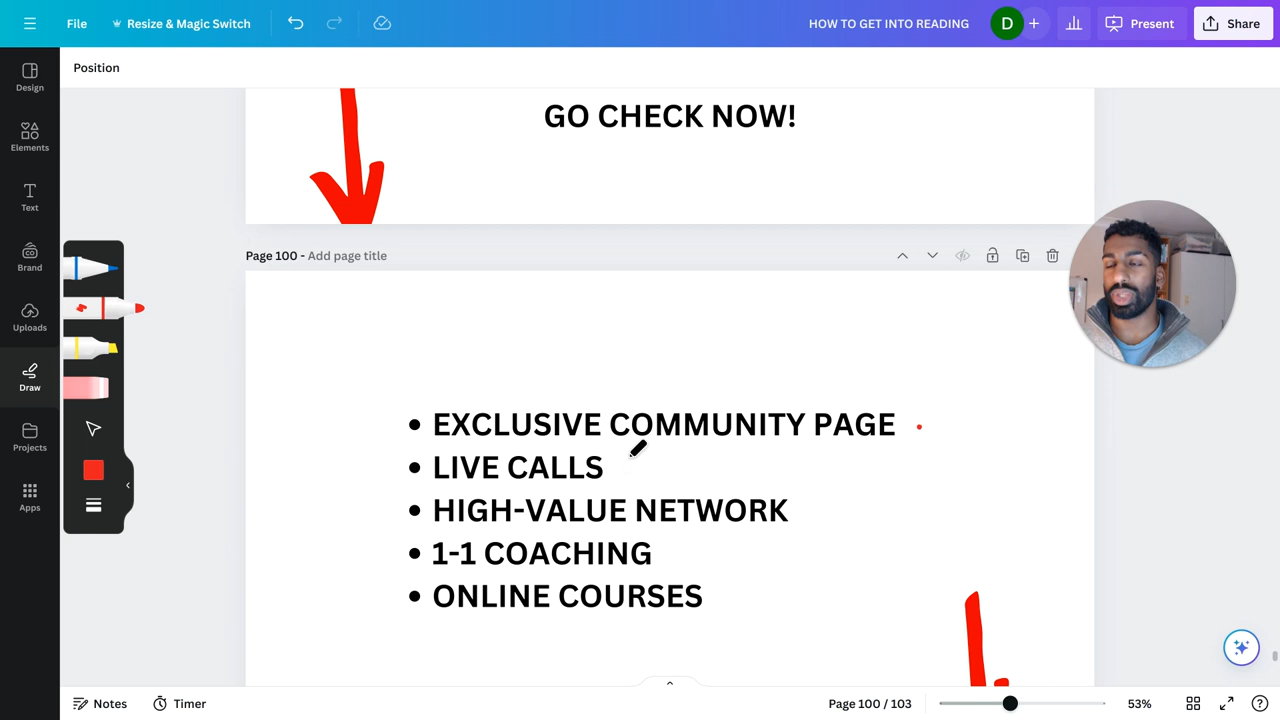 File
Resize & Magic Switch
HOW TO GET INTO READING
D
Present
Share
Position
Design
Elements
Text
Brand
Uploads
Draw
Projects
Apps
GO CHECK NOW!
Page 100 - Add page title
• EXCLUSIVE COMMUNITY PAGE
• LIVE CALLS
• HIGH-VALUE NETWORK
• 1-1 COACHING
• ONLINE COURSES
Notes
Timer
Page 100 / 103
53%